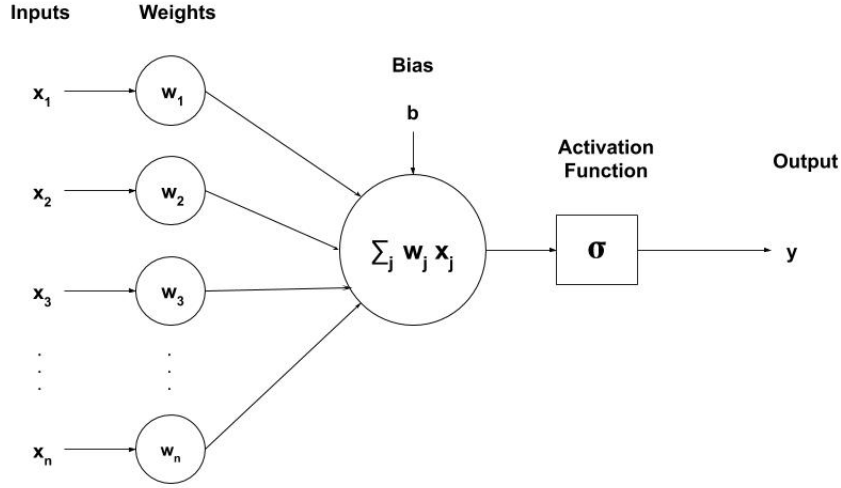 Inputs Weights
Bias
x1 w1
b
Activation
Function
Output
x2 w2
∑j wj xj
σ
y
x3 w3
. .
. .
. .
xn wn